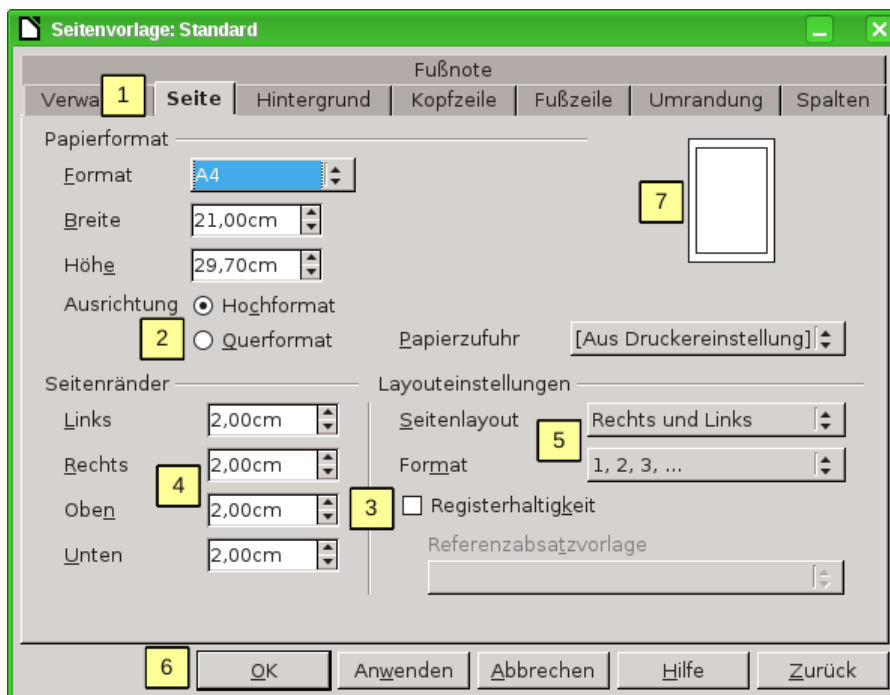 Seitenvorlage: Standard
Fußnote
Verwa 1 Seite Hintergrund Kopfzeile Fußzeile Umrandung Spalten
Papierformat
Format A4
7
Breite 21,00cm
Höhe 29,70cm
Ausrichtung Hochformat
2 Querformat Papierzufuhr [Aus Druckereinstellung]
Seitenränder Layouteinstellungen
Links 2,00cm Seitenlayout Rechts und Links
5
Rechts 2,00cm Format 1, 2, 3, ...
4
Oben 2,00cm 3 Registerhaltigkeit
Referenzabsatzvorlage
Unten 2,00cm
6 OK Anwenden Abbrechen Hilfe Zurück